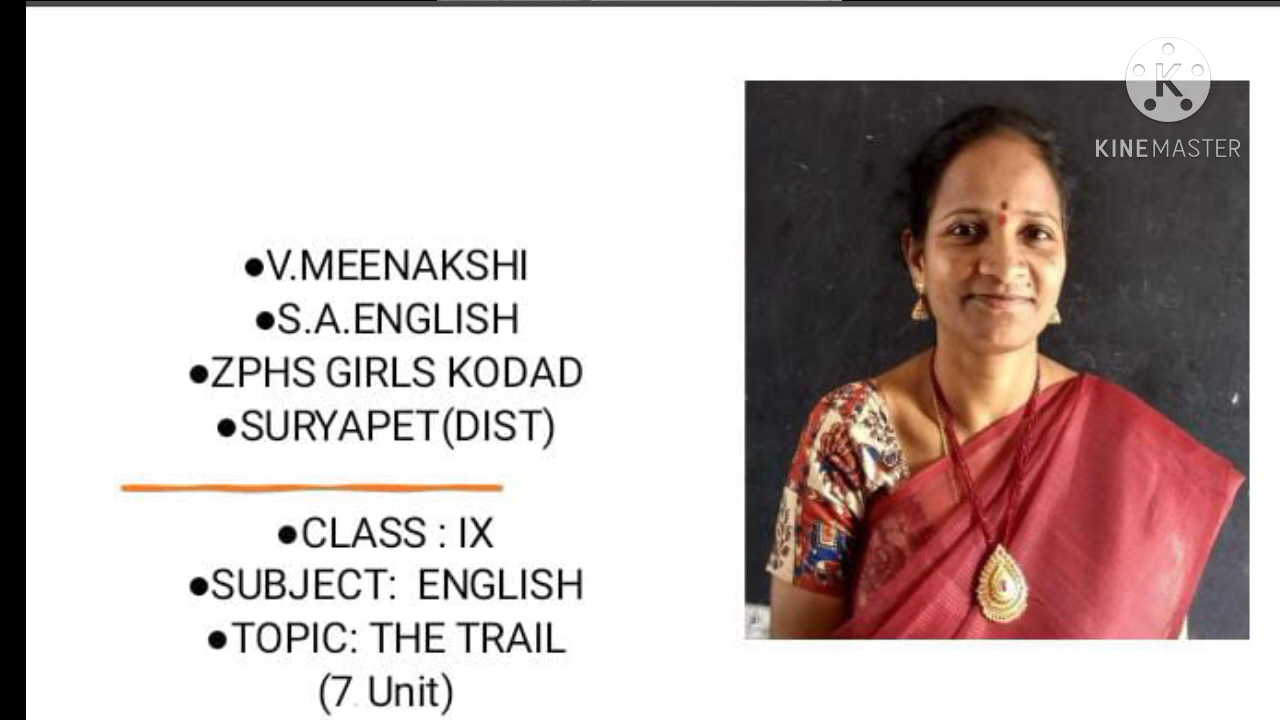 K
KINEMASTER
●V.MEENAKSHI
●S.A.ENGLISH
●ZPHS GIRLS KODAD
●SURYAPET(DIST)
●CLASS : IX
●SUBJECT: ENGLISH
●TOPIC: THE TRAIL
(7. Unit)